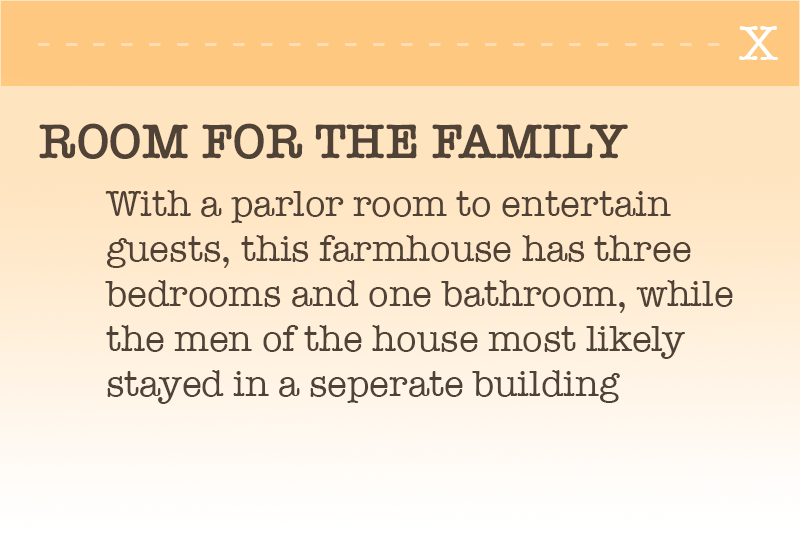 X
ROOM FOR THE FAMILY
With a parlor room to entertain
guests, this farmhouse has three
bedrooms and one bathroom, while
the men of the house most likely
stayed in a seperate building